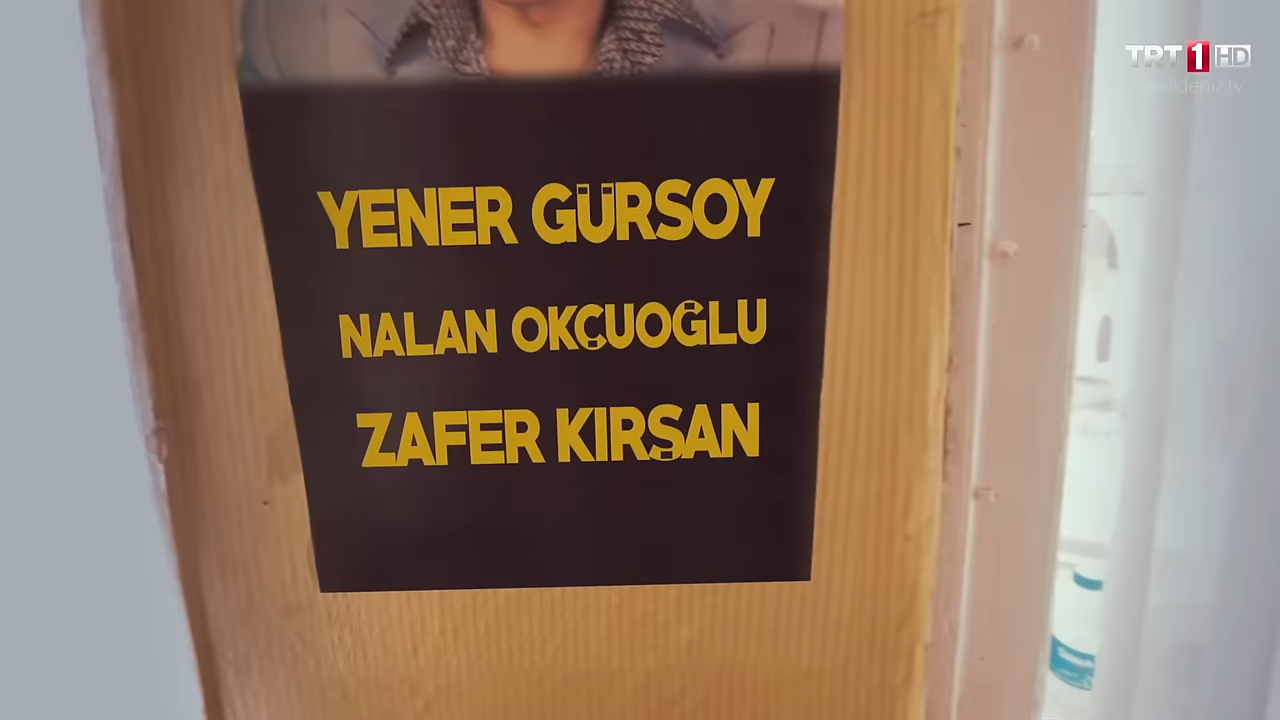 TRT 1 HD
YENER GÜRSOY
NALAN OKÇUOĞLU
ZAFER KIRŞAN